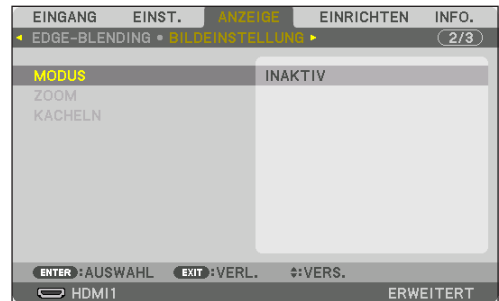 EINGANG EINST. ANZEIGE EINRICHTEN INFO.
◂ EDGE-BLENDING • BILDEINSTELLUNG ▸ 2/3
MODUS INAKTIV
ZOOM
KACHELN
ENTER :AUSWAHL EXIT :VERL. ♦:VERS.
HDMI1 ERWEITERT